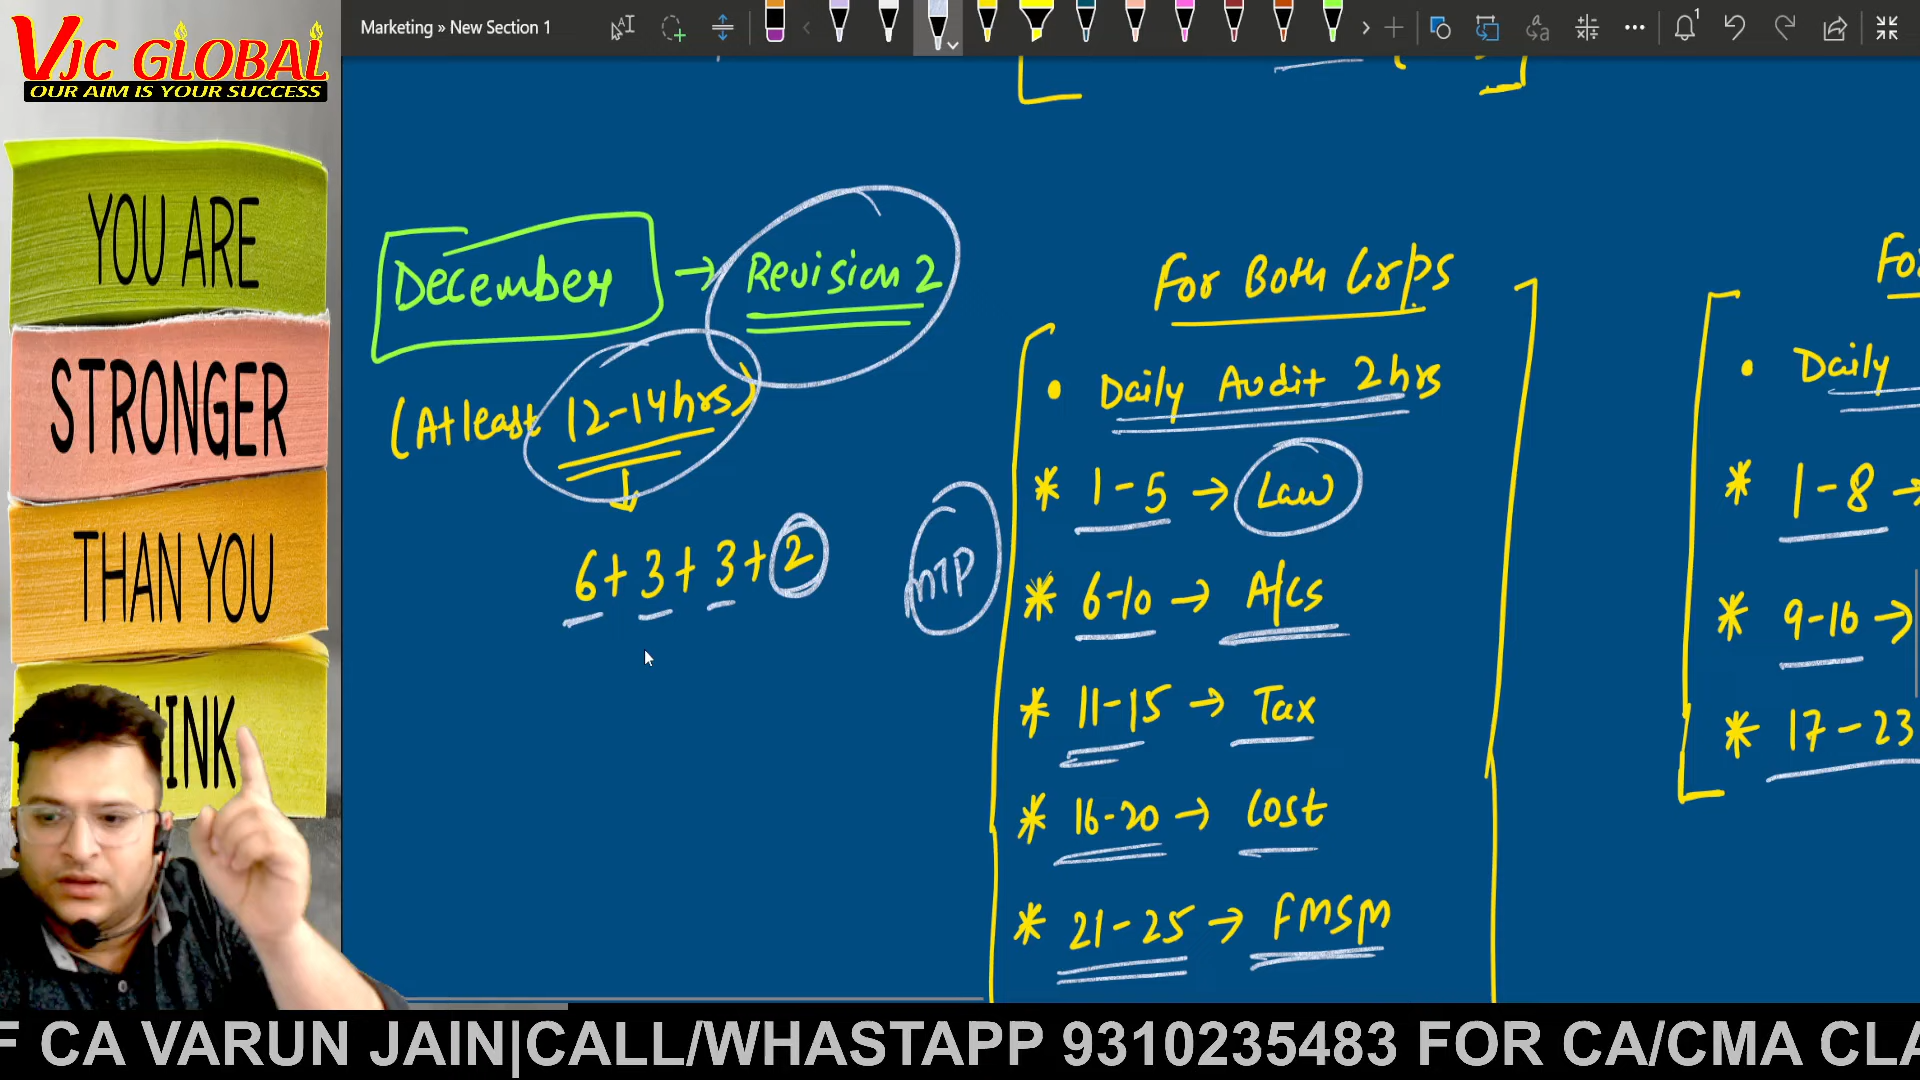 VJC GLOBAL
OUR AIM IS YOUR SUCCESS
Marketing » New Section 1
YOU ARE
STRONGER
THAN YOU
INK
December → Revision 2
(Atleast 12-14hrs)
6+3+3+2
MTP
For Both Grps
• Daily Audit 2hrs
* 1-5 → Law
* 6-10 → A/cs
* 11-15 → Tax
* 16-20 → Cost
* 21-25 → FMSM
• Daily
* 1-8 →
* 9-16 →
* 17-23
F CA VARUN JAIN|CALL/WHASTAPP 9310235483 FOR CA/CMA CLA